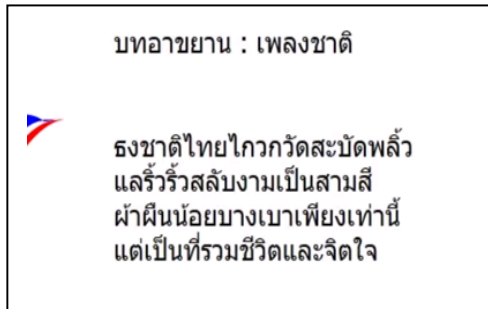 บทอาขยาน : เพลงชาติ
ธงชาติไทยไกวกวัดสะบัดพลิ้ว
แลริ้วริ้วสลับงามเป็นสามสี
ผ้าผืนน้อยบางเบาเพียงเท่านี้
แต่เป็นที่รวมชีวิตและจิตใจ